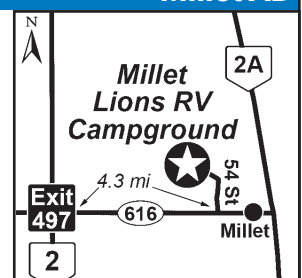 N
2A
Millet
Lions RV
Campground
54 St
4.3 mi
Exit
497
616
Millet
2